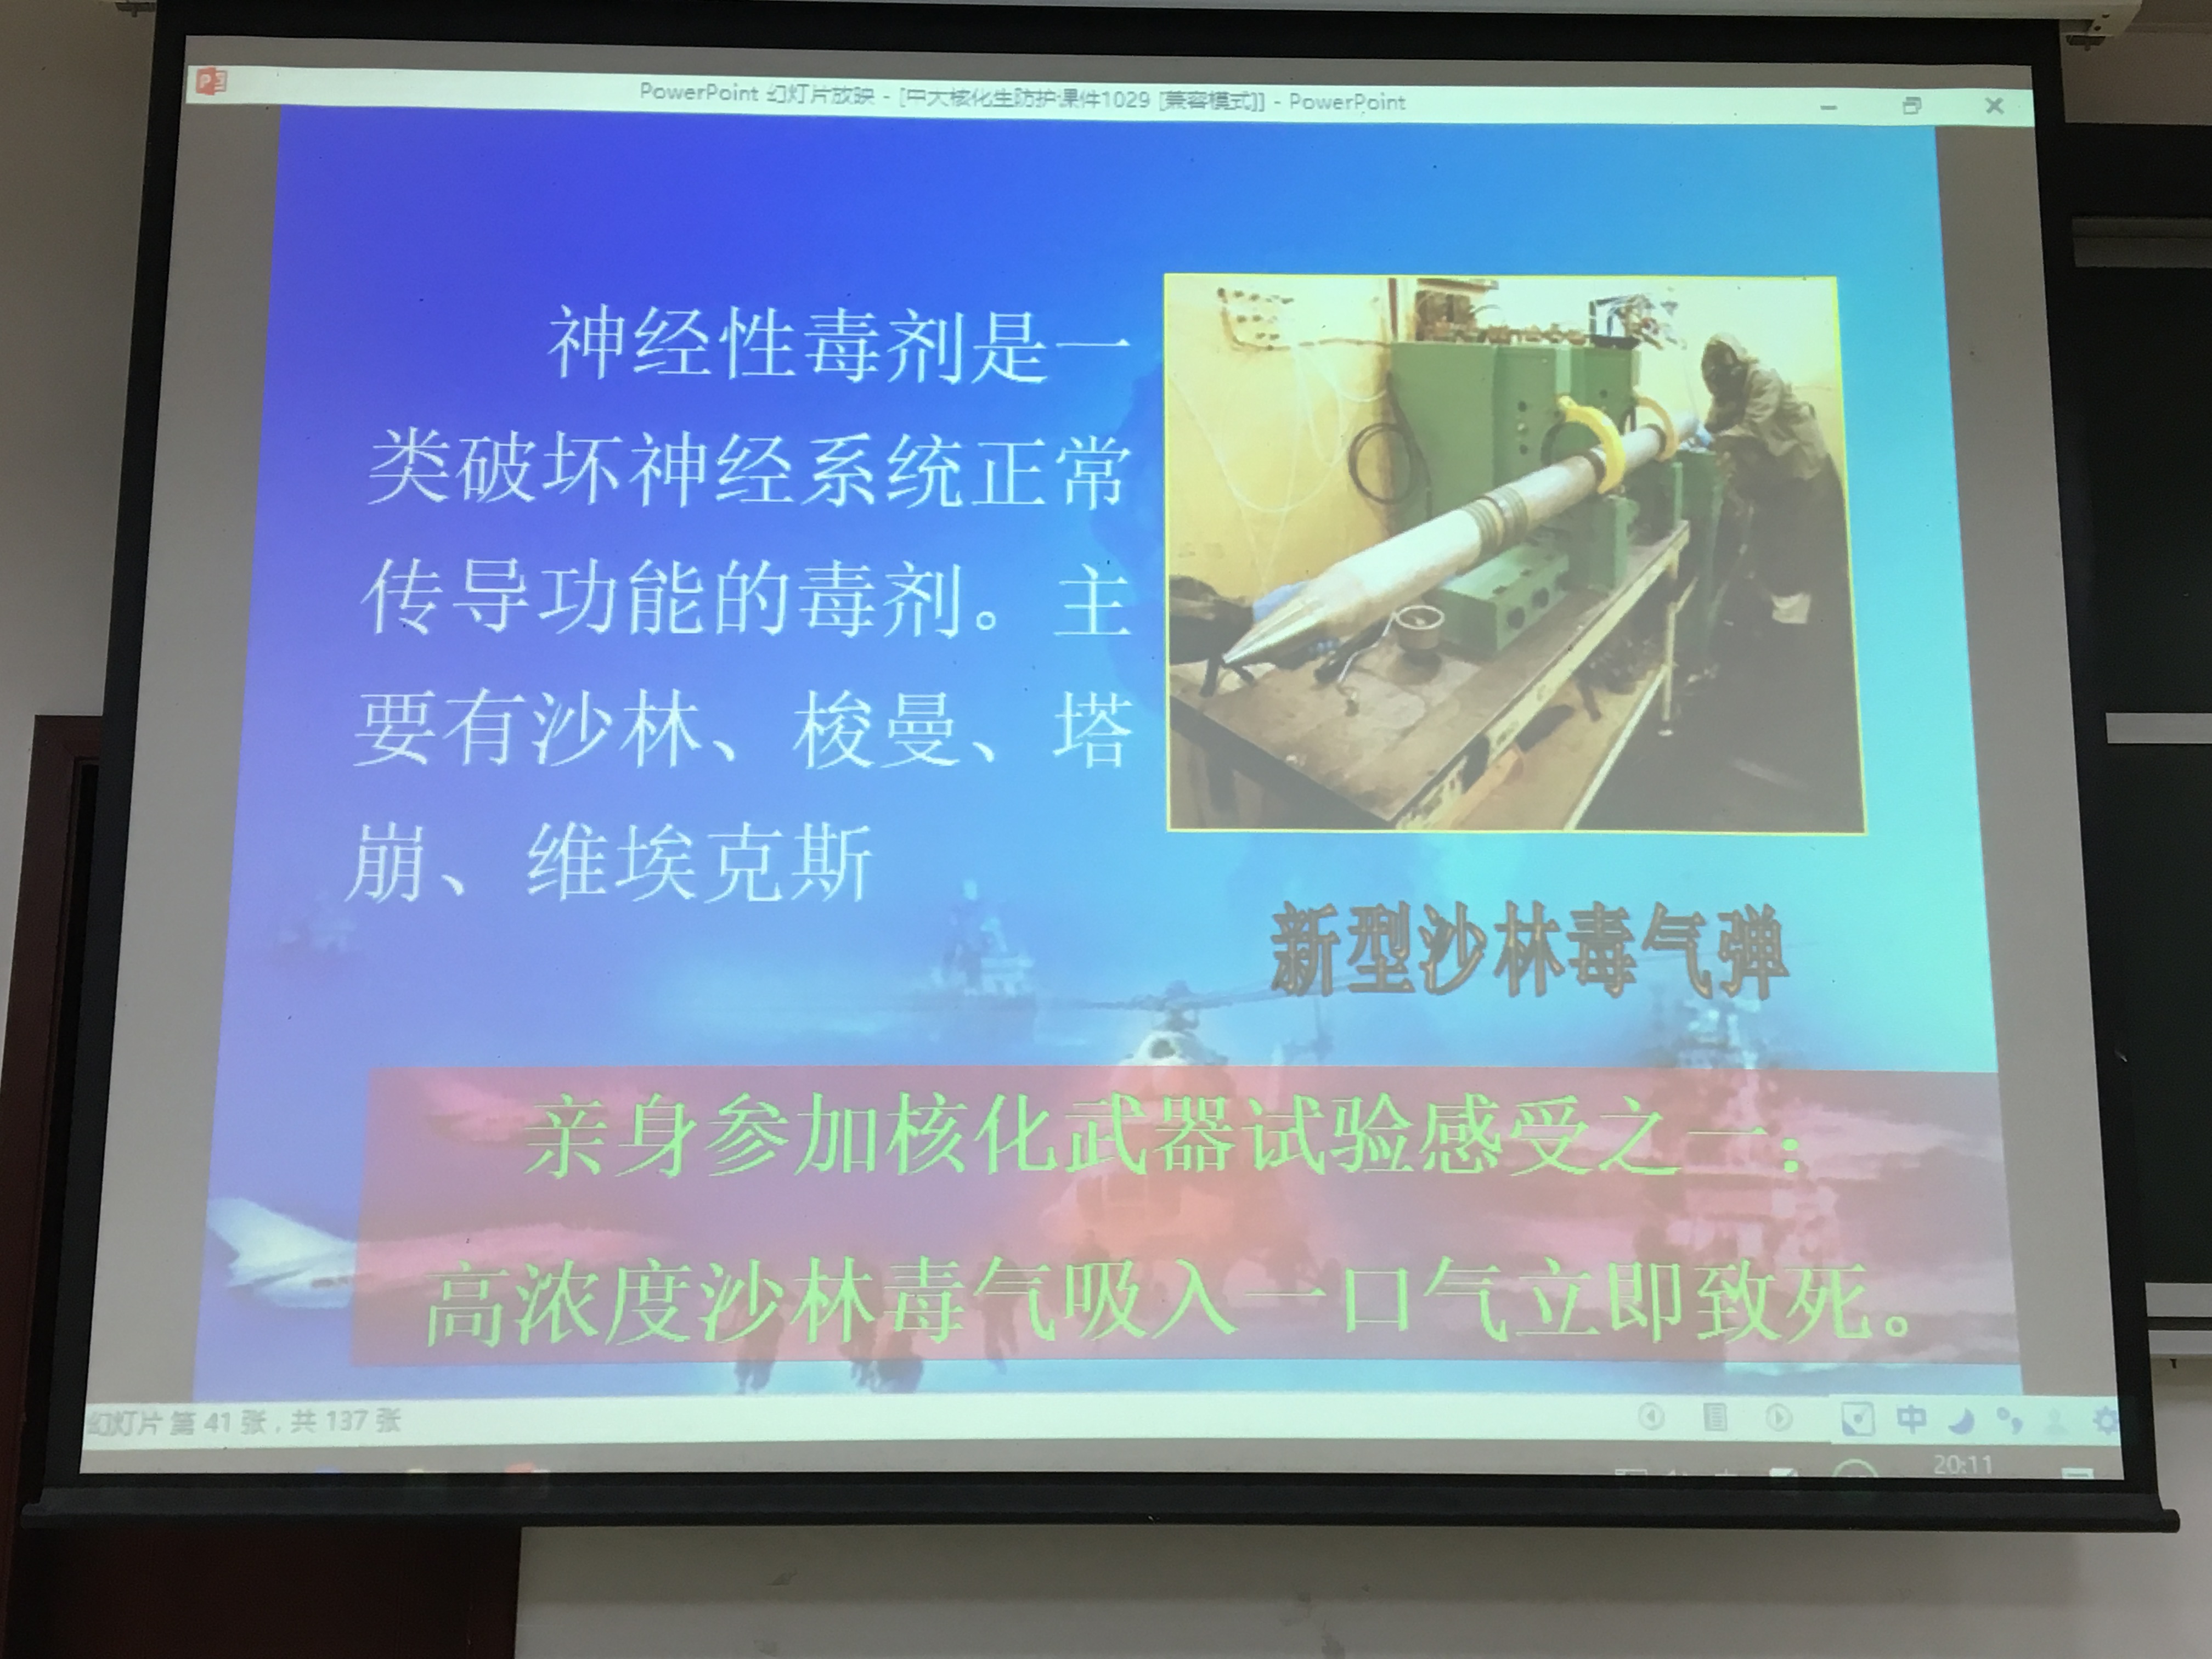 PowerPoint 幻灯片放映 - [中大核化生防护课件1029 [兼容模式]] - PowerPoint
神经性毒剂是一
类破坏神经系统正常
传导功能的毒剂。主
要有沙林、梭曼、塔
崩、维埃克斯
新型沙林毒气弹
亲身参加核化武器试验感受之一：
高浓度沙林毒气吸入一口气立即致死。
幻灯片 第 41 张，共 137 张
中
20:11